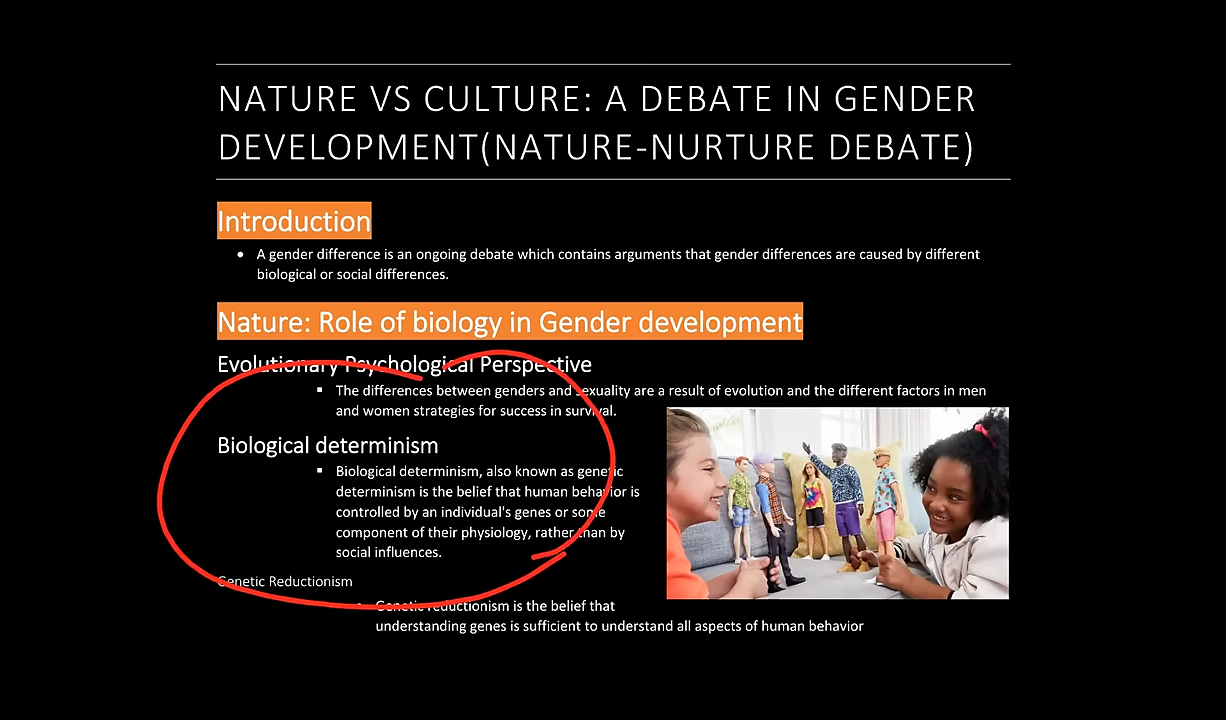 NATURE VS CULTURE: A DEBATE IN GENDER
DEVELOPMENT(NATURE-NURTURE DEBATE)
Introduction
• A gender difference is an ongoing debate which contains arguments that gender differences are caused by different
biological or social differences.
Nature: Role of biology in Gender development
Evolutionary Psychological Perspective
▪ The differences between genders and sexuality are a result of evolution and the different factors in men
and women strategies for success in survival.
Biological determinism
▪ Biological determinism, also known as genetic
determinism is the belief that human behavior is
controlled by an individual's genes or some
component of their physiology, rather than by
social influences.
Genetic Reductionism
Genetic reductionism is the belief that
understanding genes is sufficient to understand all aspects of human behavior